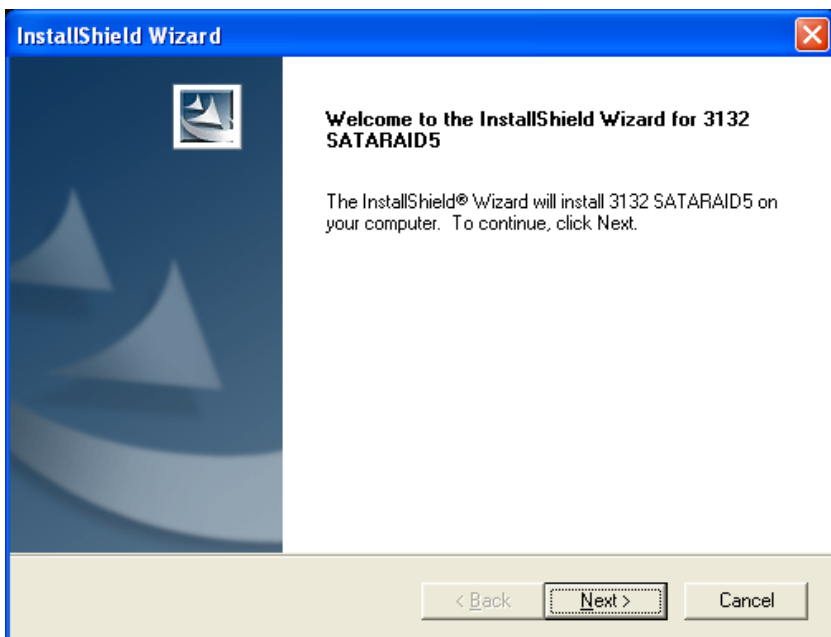 InstallShield Wizard
Welcome to the InstallShield Wizard for 3132
SATARAID5
The InstallShield® Wizard will install 3132 SATARAID5 on
your computer. To continue, click Next.
< Back
Next >
Cancel